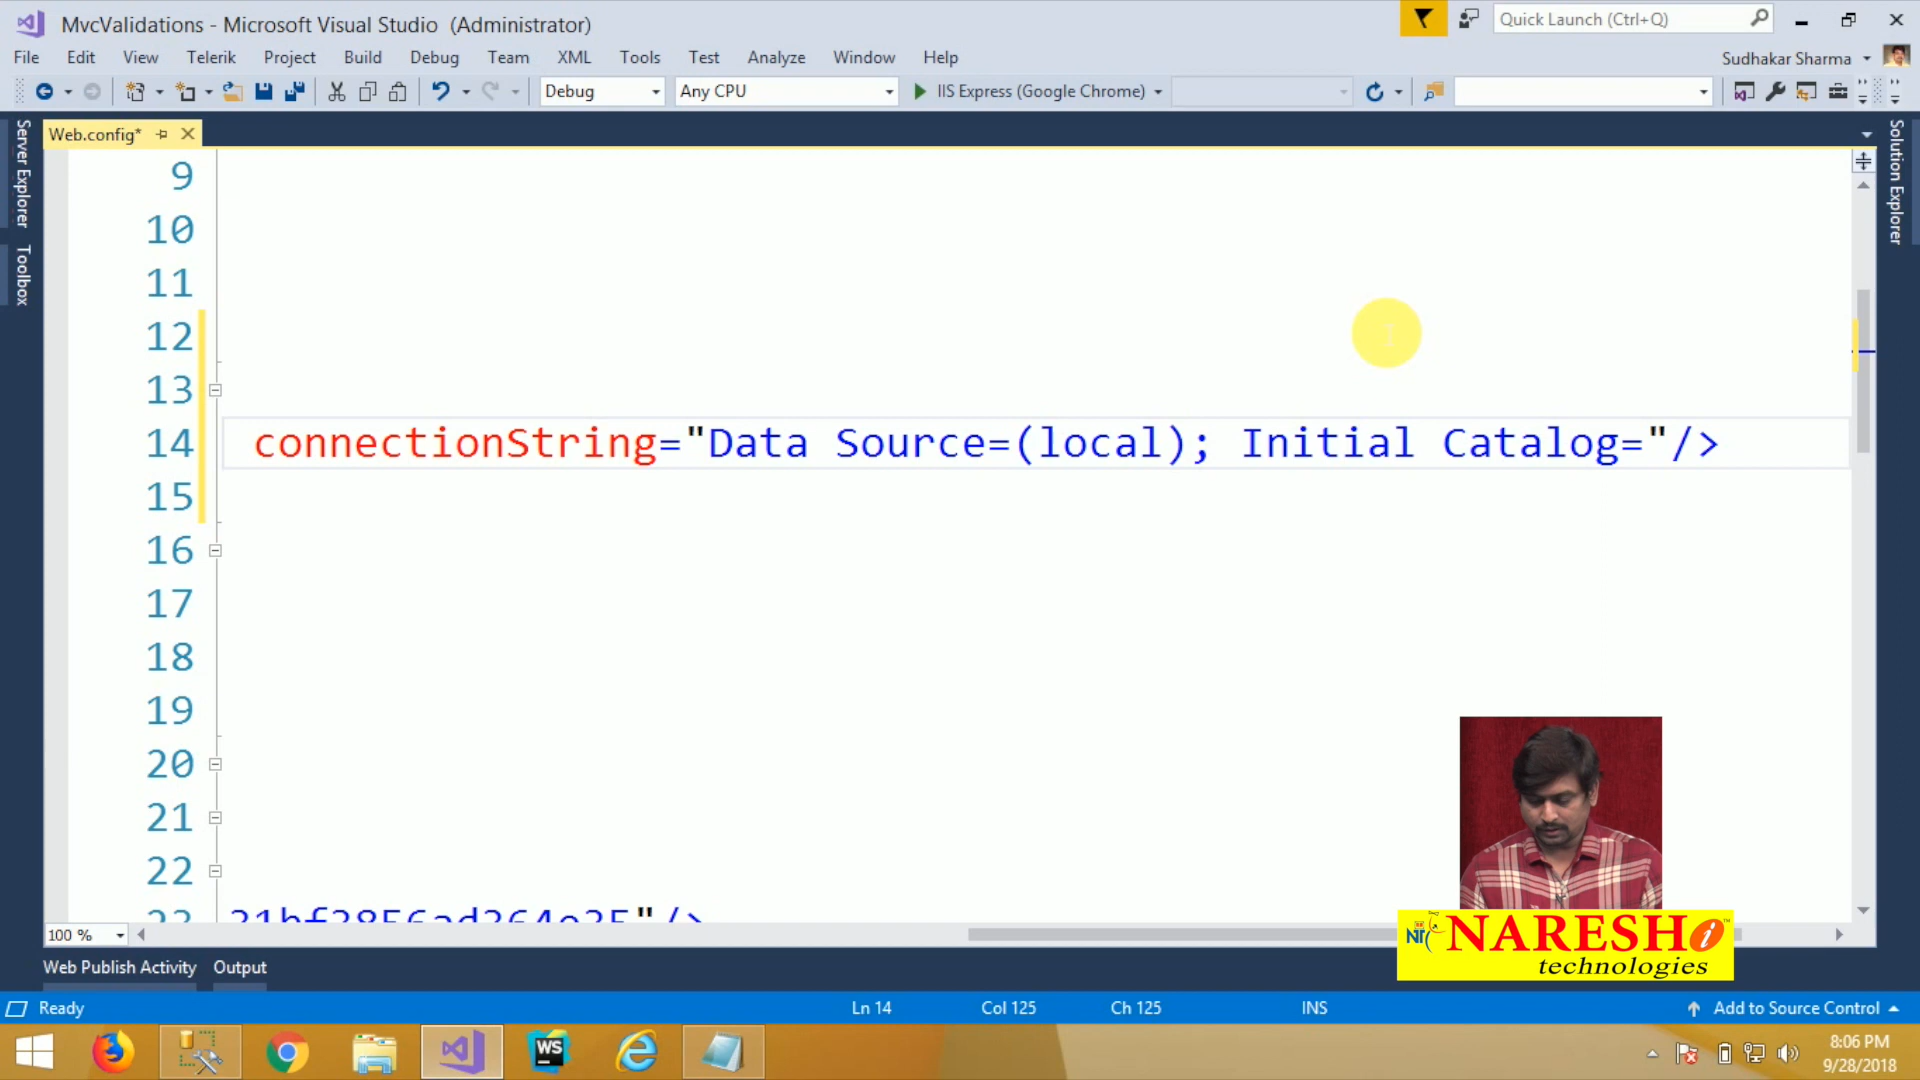 MvcValidations - Microsoft Visual Studio (Administrator)
Quick Launch (Ctrl+Q)
File Edit View Telerik Project Build Debug Team XML Tools Test Analyze Window Help
Sudhakar Sharma
Debug Any CPU IIS Express (Google Chrome)
Web.config*
Server Explorer
Toolbox
Solution Explorer
9
10
11
12
13
14 connectionString="Data Source=(local); Initial Catalog="/>
15
16
17
18
19
20
21
22
23 31bf3856ad364e35"/>
100 %
NARESH i
technologies
Web Publish Activity Output
Ready Ln 14 Col 125 Ch 125 INS Add to Source Control
WS
8:06 PM
9/28/2018